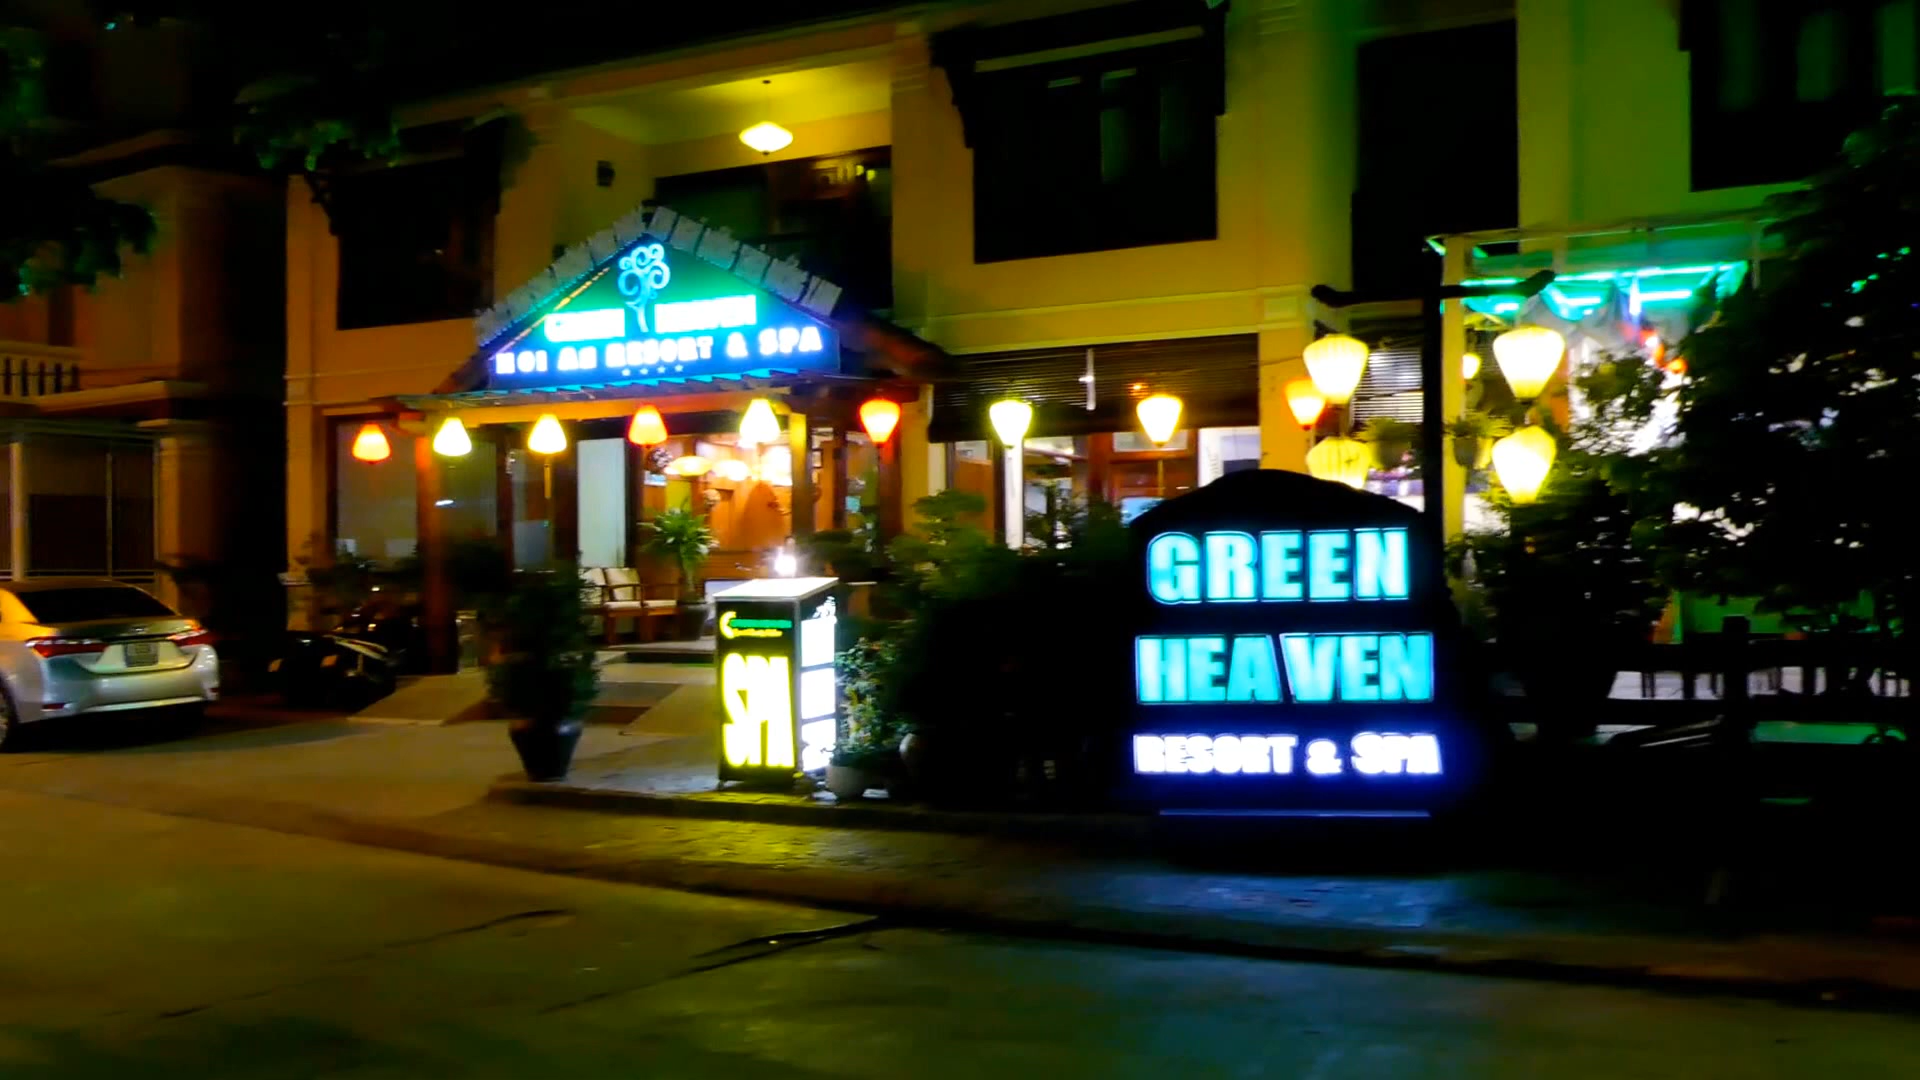 GREEN HEAVEN
HOI AN RESORT & SPA
SPA
GREEN
HEAVEN
RESORT & SPA